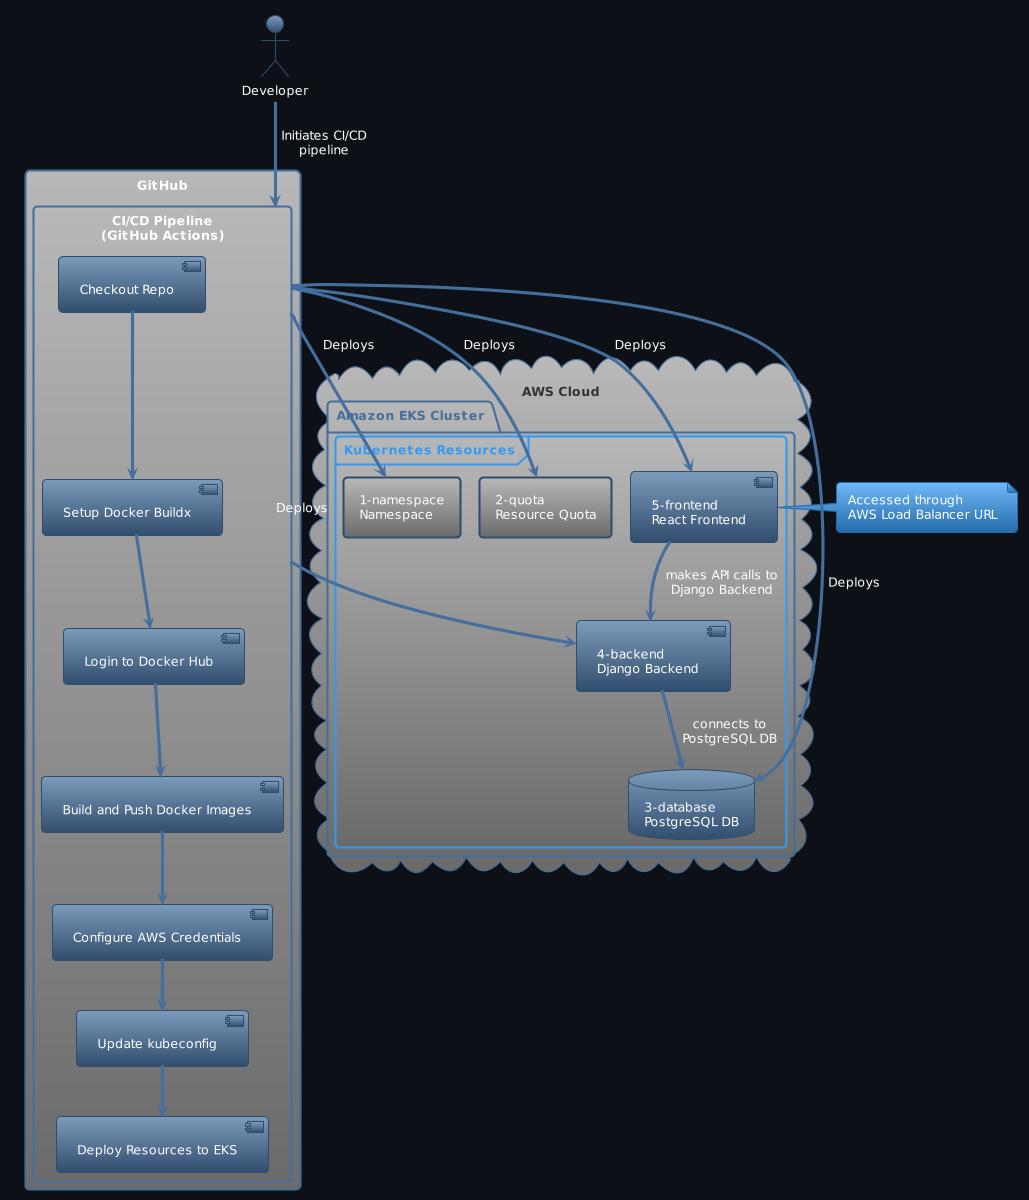 Developer
Initiates CI/CD
pipeline
GitHub
CI/CD Pipeline
(GitHub Actions)
Checkout Repo
Setup Docker Buildx
Login to Docker Hub
Build and Push Docker Images
Configure AWS Credentials
Update kubeconfig
Deploy Resources to EKS
Deploys
Deploys
Deploys
AWS Cloud
Amazon EKS Cluster
Kubernetes Resources
1-namespace
Namespace
2-quota
Resource Quota
5-frontend
React Frontend
Accessed through
AWS Load Balancer URL
Deploys
makes API calls to
Django Backend
Deploys
4-backend
Django Backend
connects to
PostgreSQL DB
3-database
PostgreSQL DB